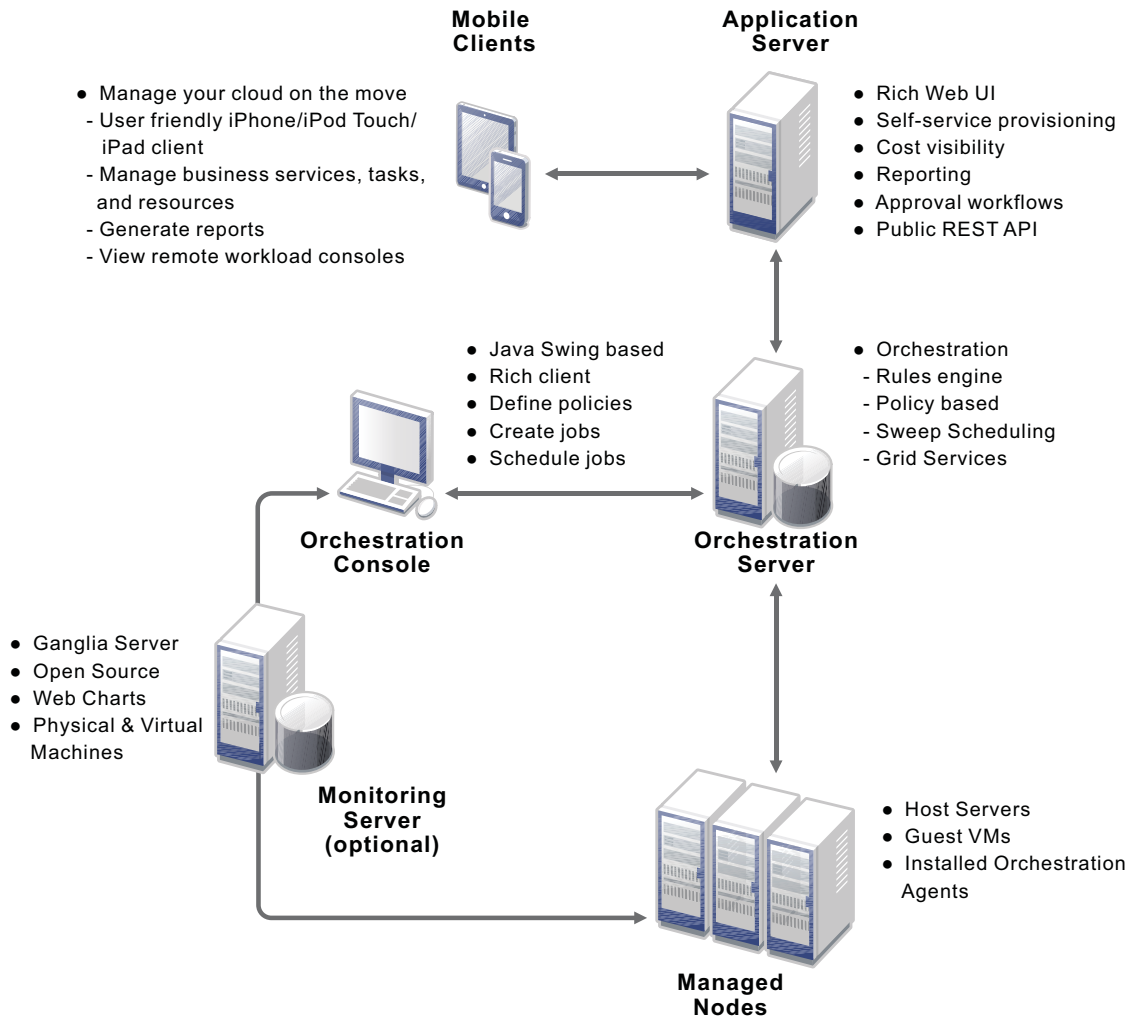 Mobile
Clients
Application
Server
● Manage your cloud on the move
- User friendly iPhone/iPod Touch/
iPad client
- Manage business services, tasks,
and resources
- Generate reports
- View remote workload consoles
● Rich Web UI
● Self-service provisioning
● Cost visibility
● Reporting
● Approval workflows
● Public REST API
● Java Swing based
● Rich client
● Define policies
● Create jobs
● Schedule jobs
● Orchestration
- Rules engine
- Policy based
- Sweep Scheduling
- Grid Services
Orchestration
Console
Orchestration
Server
● Ganglia Server
● Open Source
● Web Charts
● Physical & Virtual
Machines
Monitoring
Server
(optional)
● Host Servers
● Guest VMs
● Installed Orchestration
Agents
Managed
Nodes